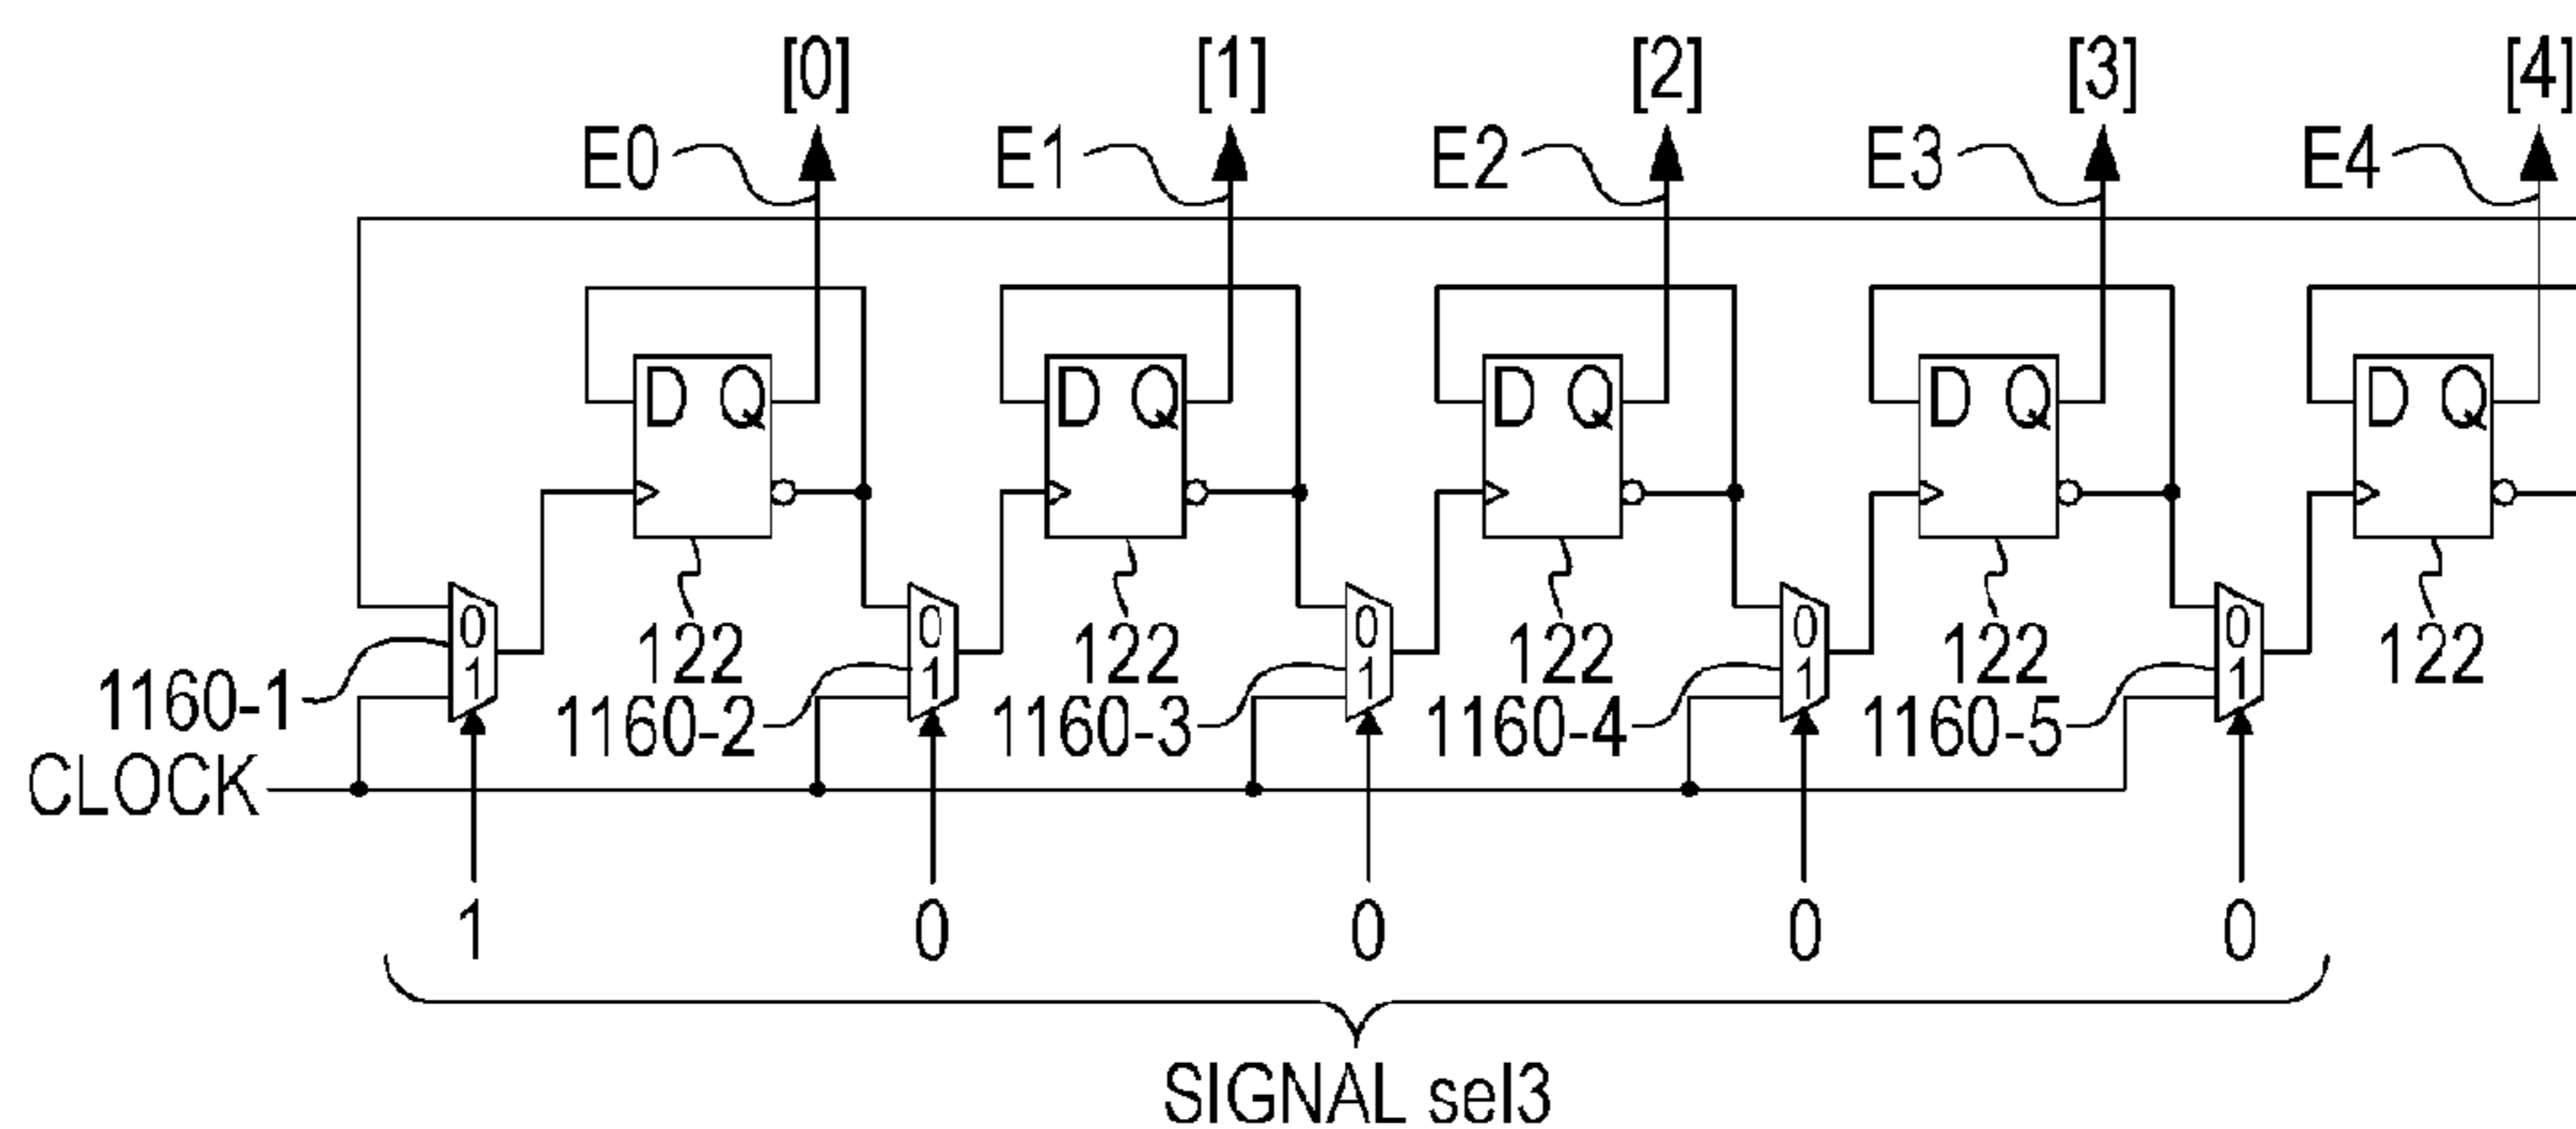 [0] [1] [2] [3] [4]
E0 E1 E2 E3 E4
D Q D Q D Q D Q D Q
0 0 0 0 0
1 1 1 1 1
122 122 122 122 122
1160-1 1160-2 1160-3 1160-4 1160-5
CLOCK
1 0 0 0 0
SIGNAL sel3